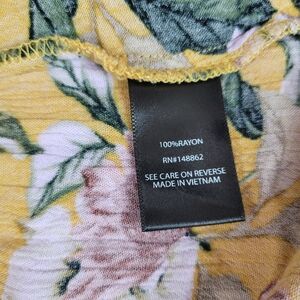 100%RAYON
RN#148862
SEE CARE ON REVERSE
MADE IN VIETNAM